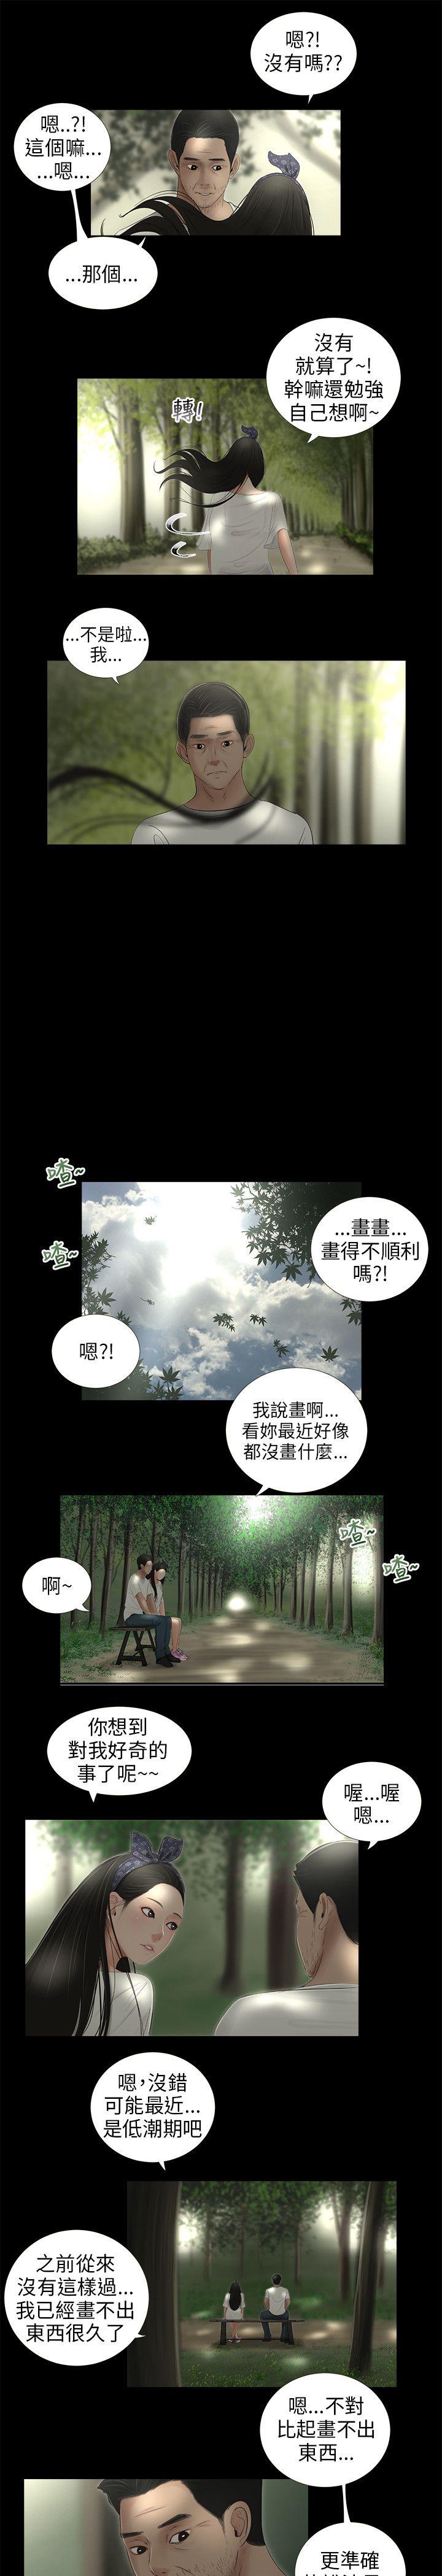 嗯?!
沒有嗎??
嗯..?!
這個嘛...
...嗯...
...那個...
沒有
就算了~!
幹嘛還勉強
自己想啊~
轉!
...不是啦...
我...
喳~
喳~
...畫畫...
畫得不順利
嗎?!
嗯?!
我說畫啊...
看妳最近好像
都沒畫什麼...
喳~
喳~
啊~
你想到
對我好奇的
事了呢~~
喔...喔
嗯...
嗯,沒錯
可能最近...
是低潮期吧
之前從來
沒有這樣過...
我已經畫不出
東西很久了
嗯...不對
比起畫不出
東西...
更準確